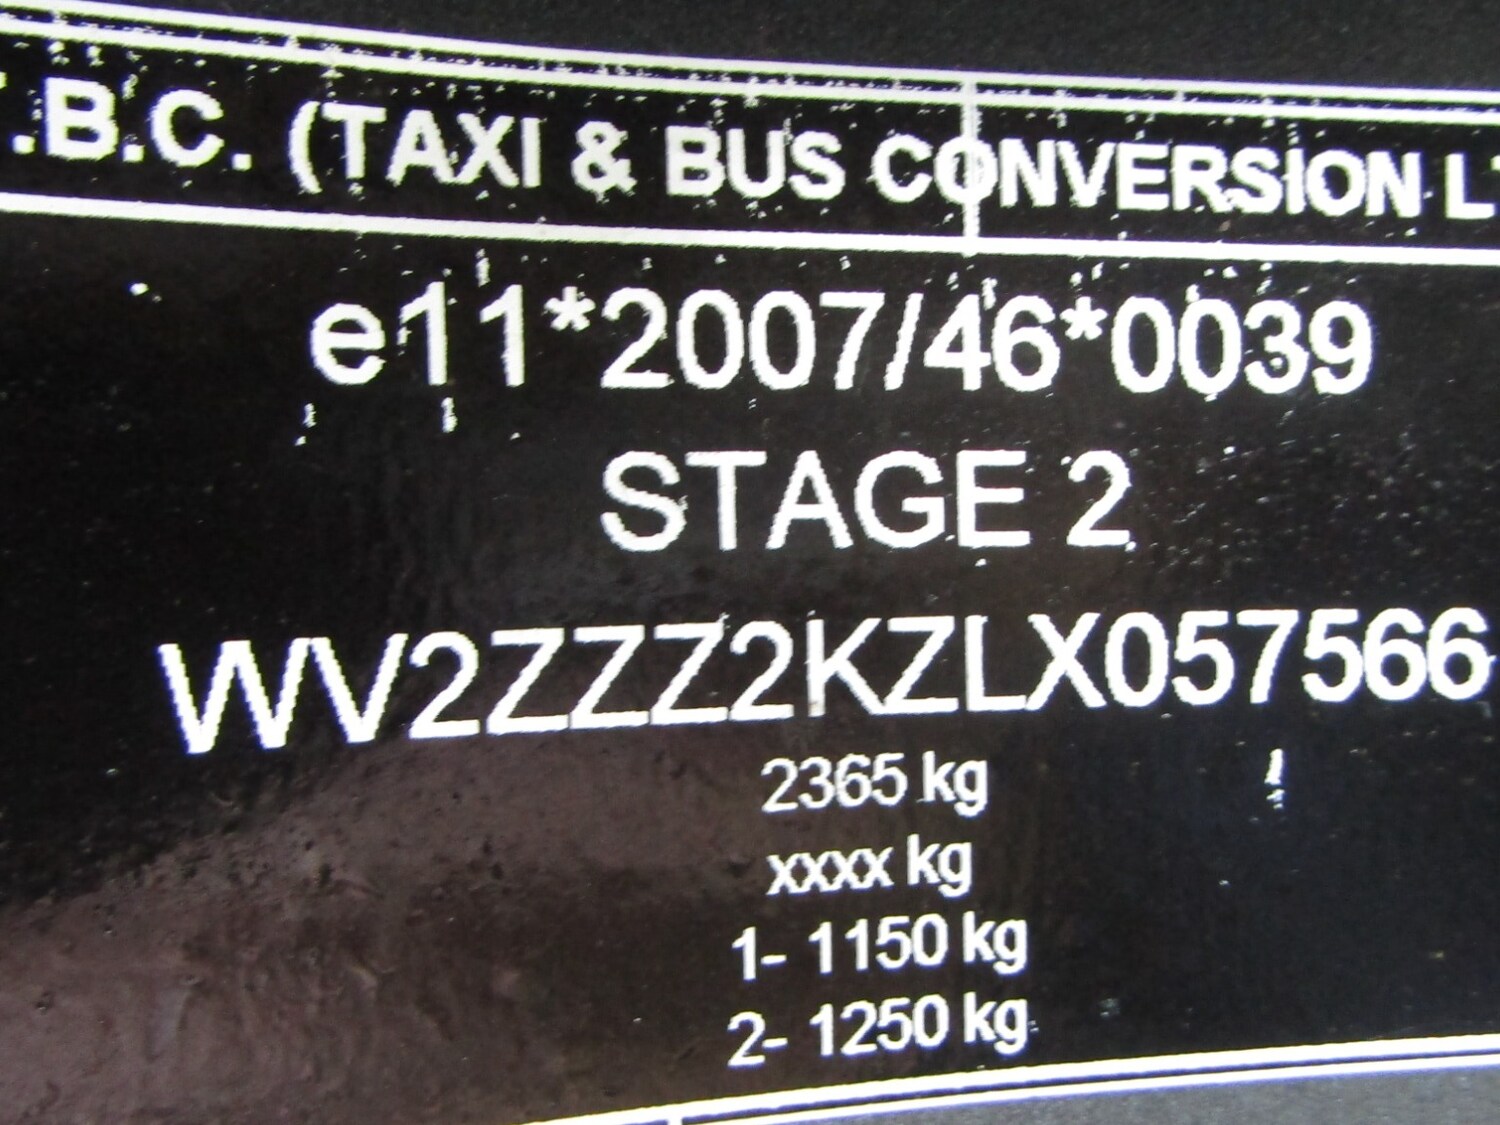 .B.C. (TAXI & BUS CONVERSION
e11*2007/46*0039
STAGE 2
WV2ZZZ2KZLX057566
2365 kg
xxxx kg
1- 1150 kg
2- 1250 kg